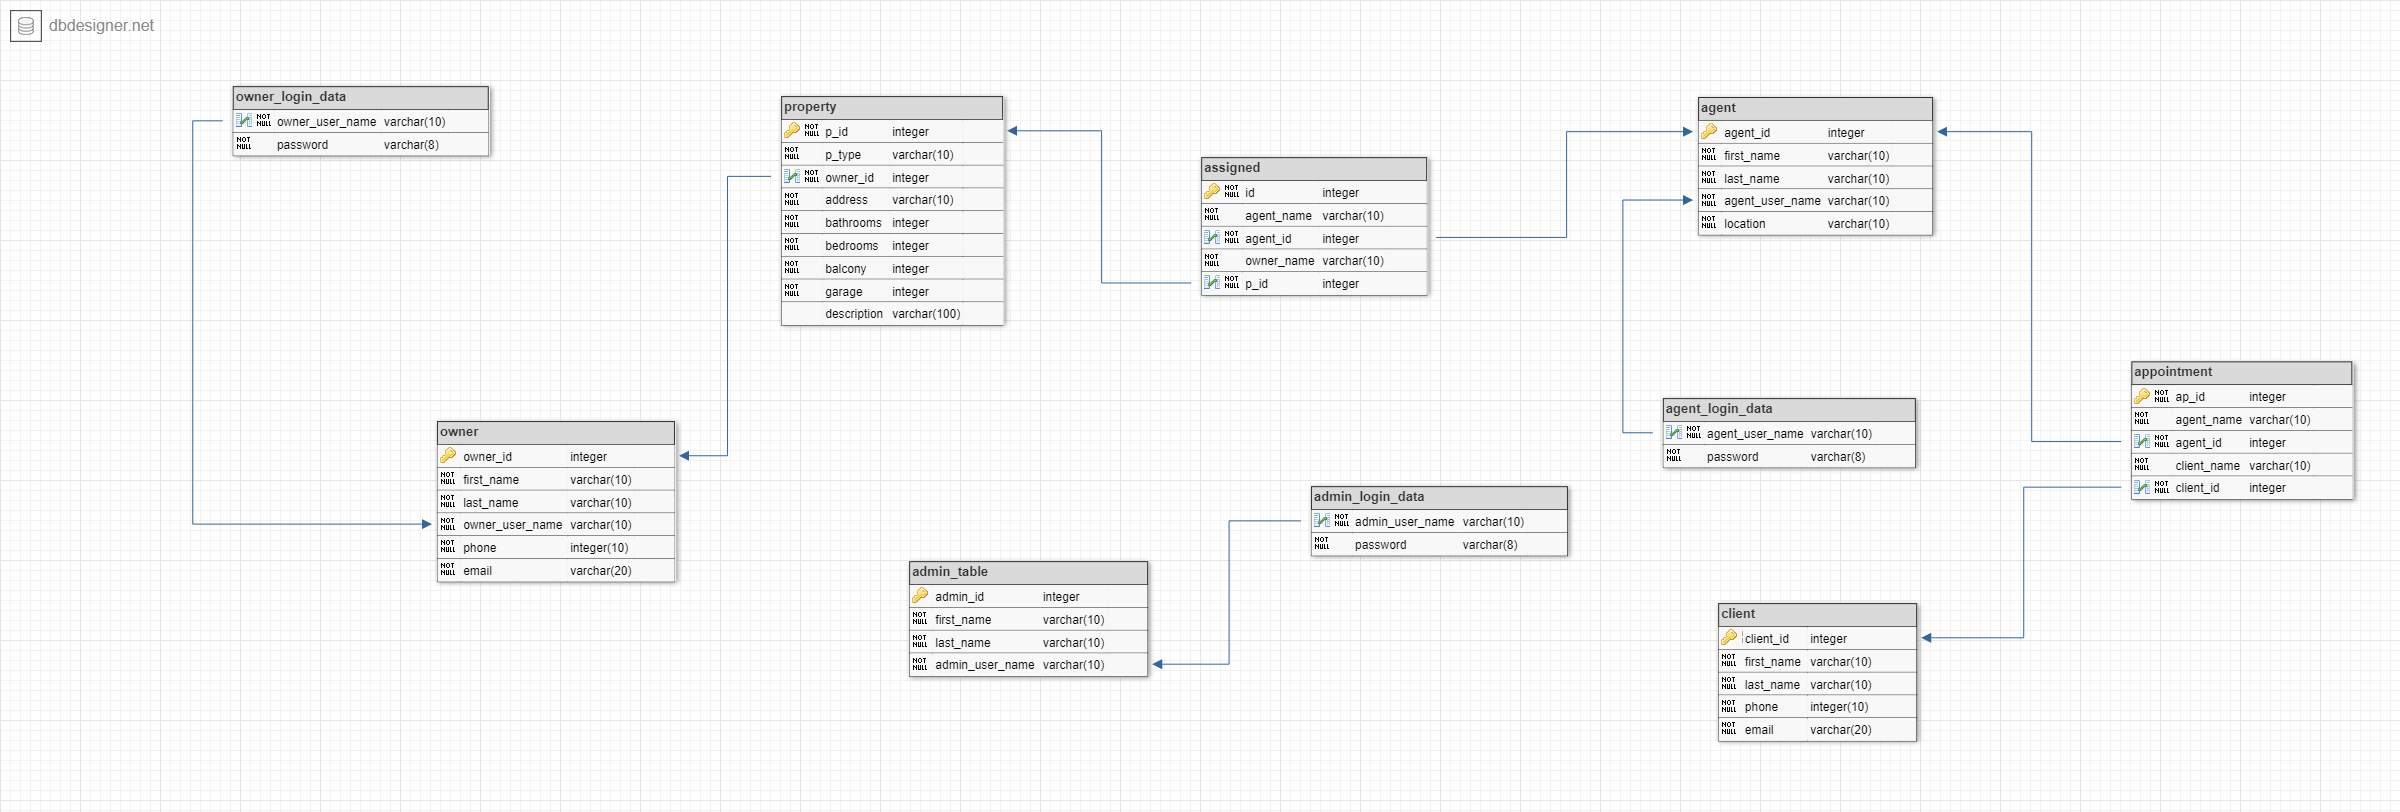 dbdesigner.net
owner_login_data
NOT NULL owner_user_name varchar(10)
NOT NULL password varchar(8)
property
NOT NULL p_id integer
NOT NULL p_type varchar(10)
NOT NULL owner_id integer
NOT NULL address varchar(10)
NOT NULL bathrooms integer
NOT NULL bedrooms integer
NOT NULL balcony integer
NOT NULL garage integer
description varchar(100)
assigned
NOT NULL id integer
NOT NULL agent_name varchar(10)
NOT NULL agent_id integer
NOT NULL owner_name varchar(10)
NOT NULL p_id integer
agent
agent_id integer
NOT NULL first_name varchar(10)
NOT NULL last_name varchar(10)
NOT NULL agent_user_name varchar(10)
NOT NULL location varchar(10)
appointment
NOT NULL ap_id integer
NOT NULL agent_name varchar(10)
NOT NULL agent_id integer
NOT NULL client_name varchar(10)
NOT NULL client_id integer
agent_login_data
NOT NULL agent_user_name varchar(10)
NOT NULL password varchar(8)
owner
owner_id integer
NOT NULL first_name varchar(10)
NOT NULL last_name varchar(10)
NOT NULL owner_user_name varchar(10)
NOT NULL phone integer(10)
NOT NULL email varchar(20)
admin_login_data
NOT NULL admin_user_name varchar(10)
NOT NULL password varchar(8)
admin_table
admin_id integer
NOT NULL first_name varchar(10)
NOT NULL last_name varchar(10)
NOT NULL admin_user_name varchar(10)
client
client_id integer
NOT NULL first_name varchar(10)
NOT NULL last_name varchar(10)
NOT NULL phone integer(10)
NOT NULL email varchar(20)